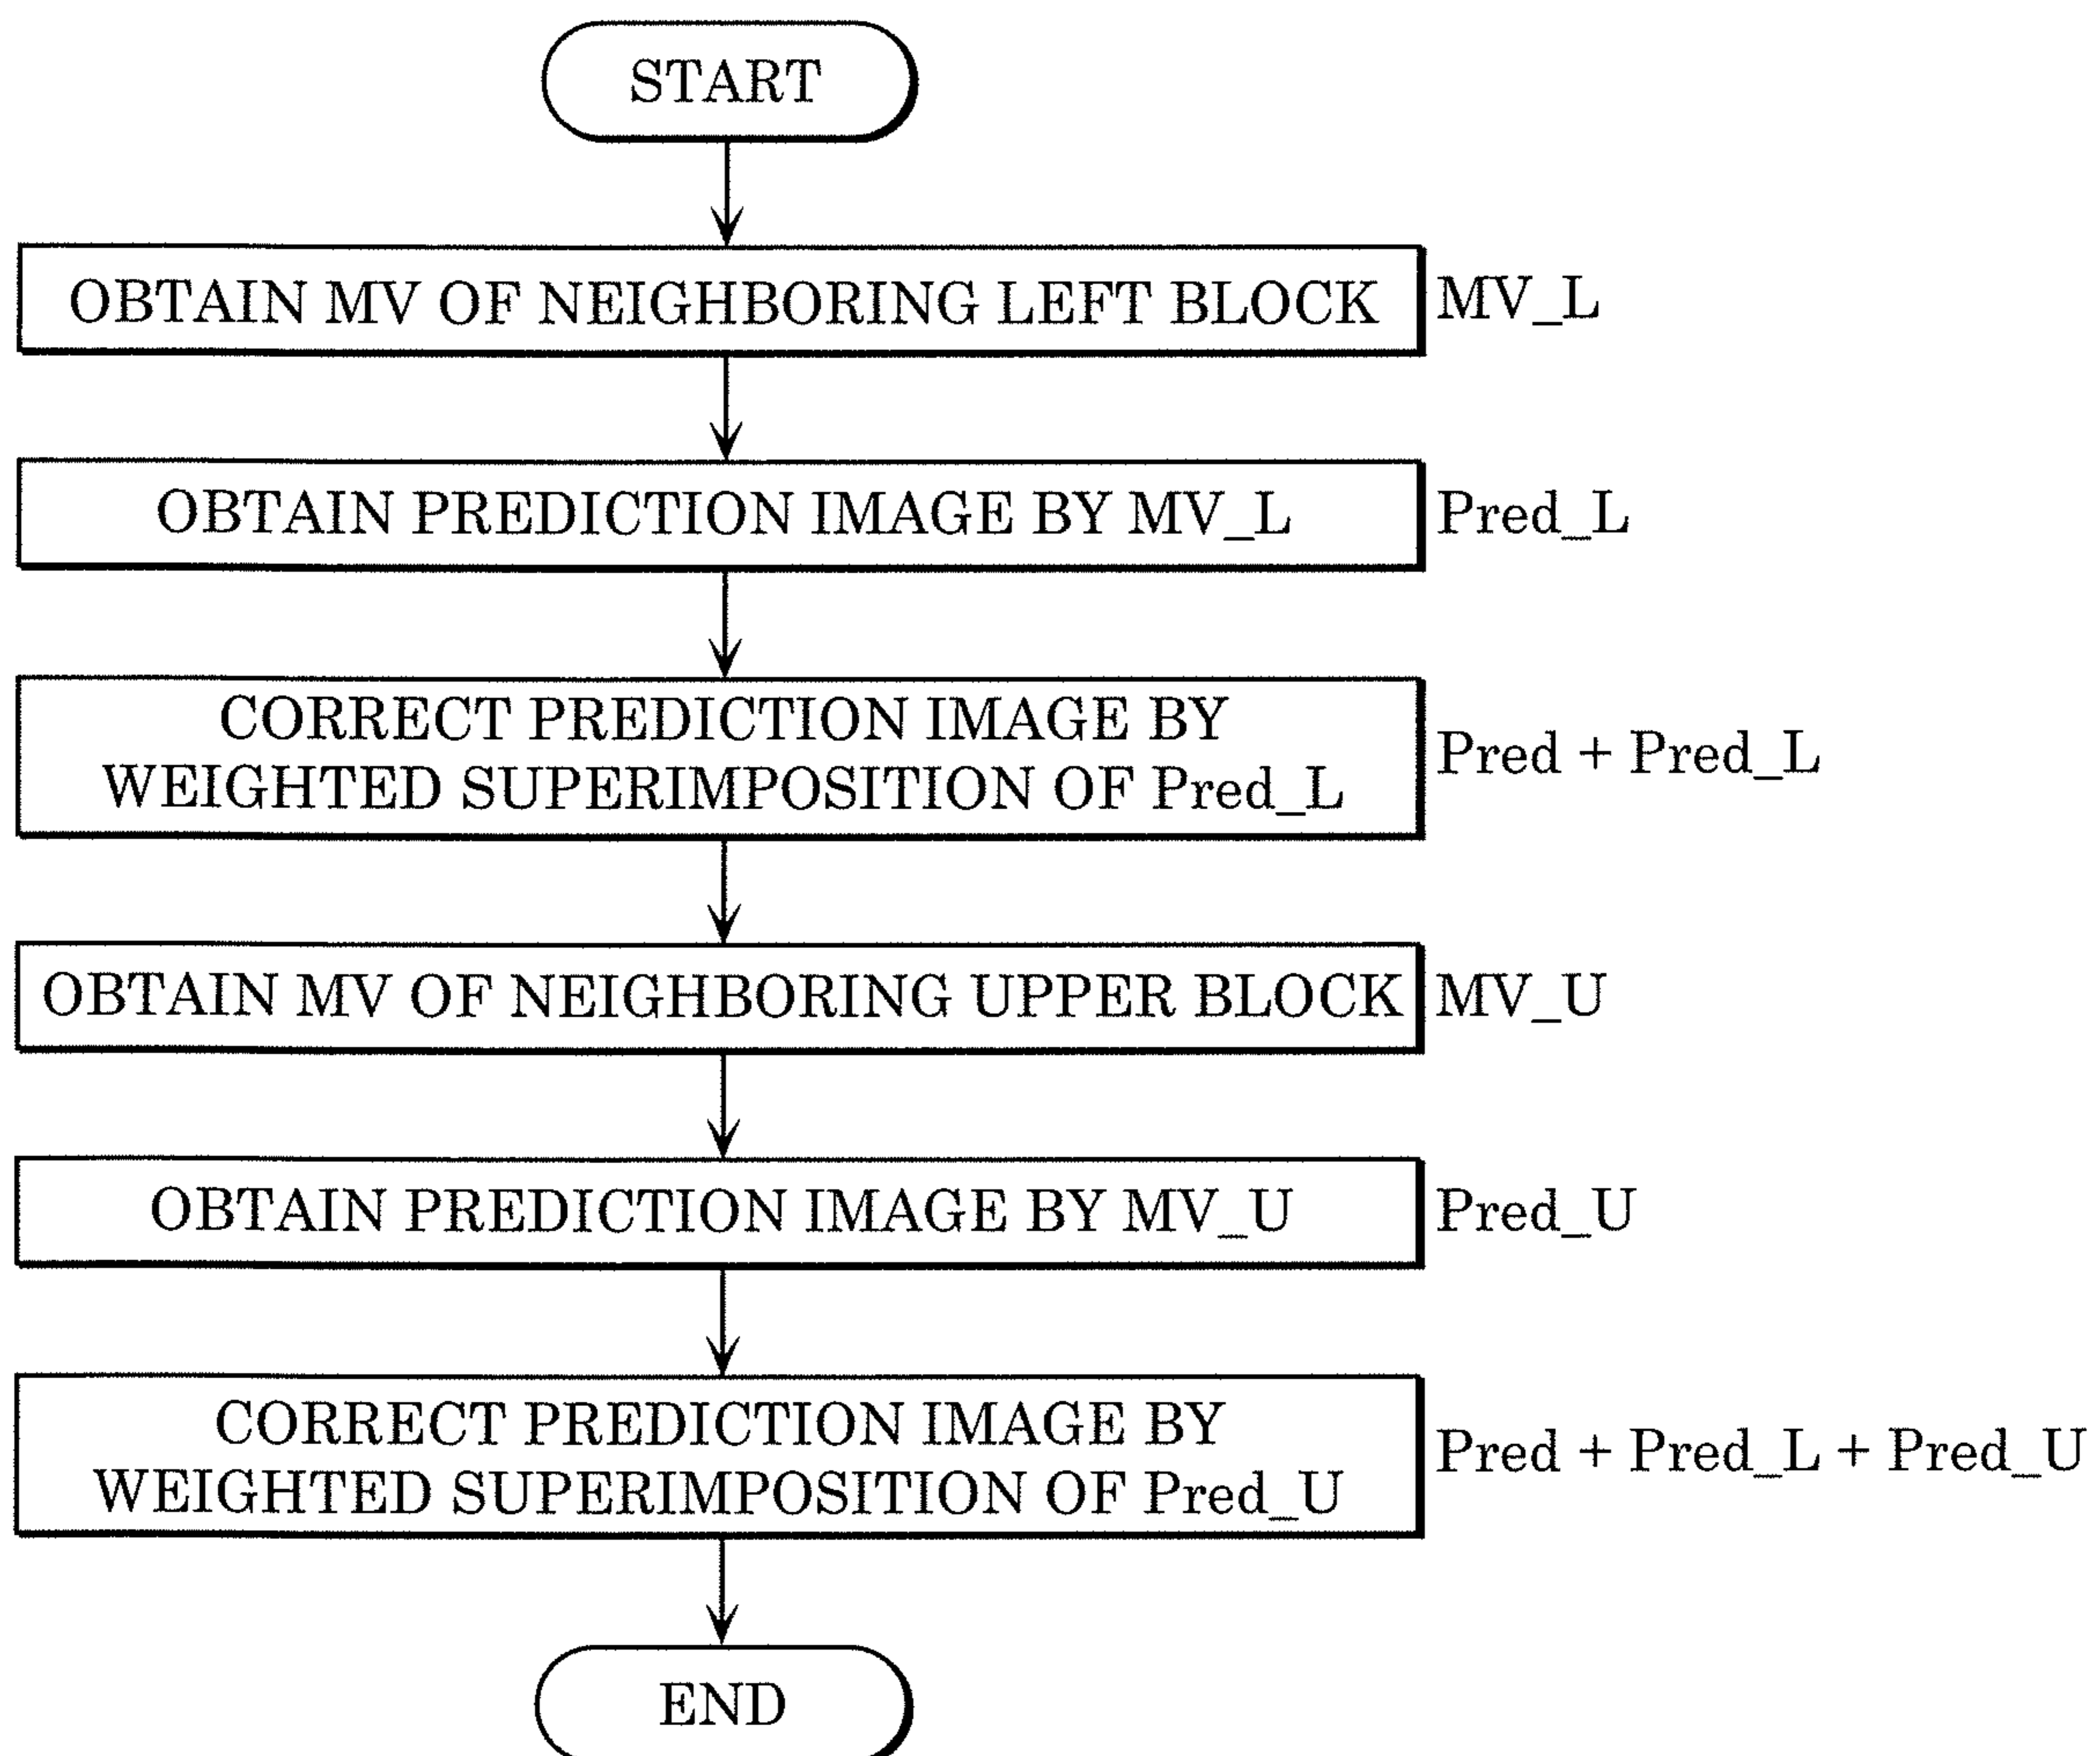 START
OBTAIN MV OF NEIGHBORING LEFT BLOCK
MV_L
OBTAIN PREDICTION IMAGE BY MV_L
Pred_L
CORRECT PREDICTION IMAGE BY
WEIGHTED SUPERIMPOSITION OF Pred_L
Pred + Pred_L
OBTAIN MV OF NEIGHBORING UPPER BLOCK
MV_U
OBTAIN PREDICTION IMAGE BY MV_U
Pred_U
CORRECT PREDICTION IMAGE BY
WEIGHTED SUPERIMPOSITION OF Pred_U
Pred + Pred_L + Pred_U
END